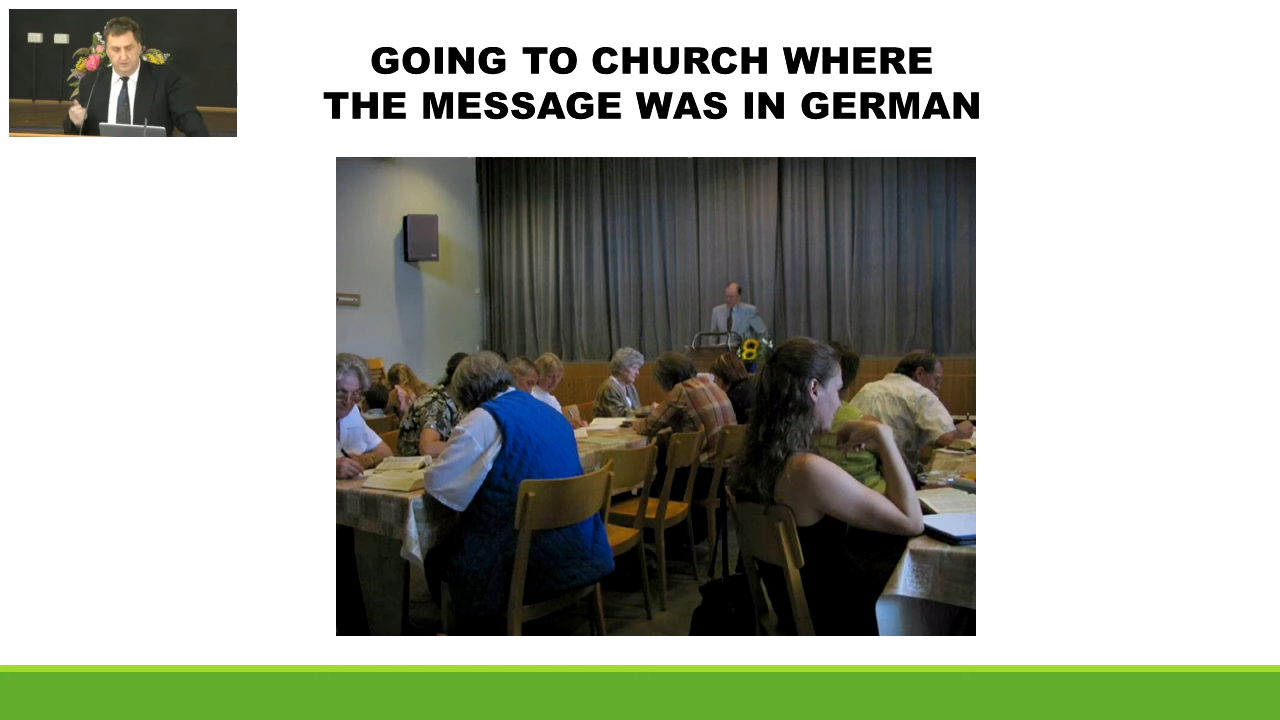 GOING TO CHURCH WHERE
THE MESSAGE WAS IN GERMAN